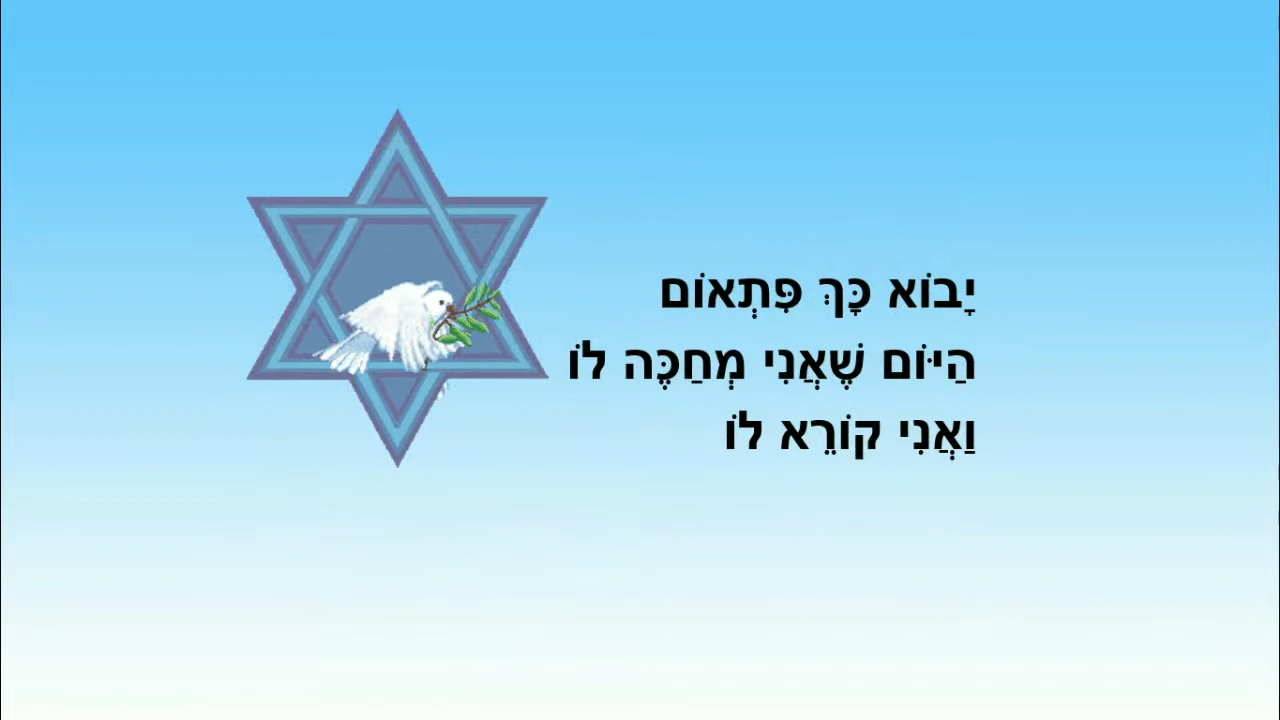 יָבוֹא כָּךְ פִּתְאוֹם
הַיּוֹם שֶׁאֲנִי מְחַכֶּה לוֹ
וַאֲנִי קוֹרֵא לוֹ